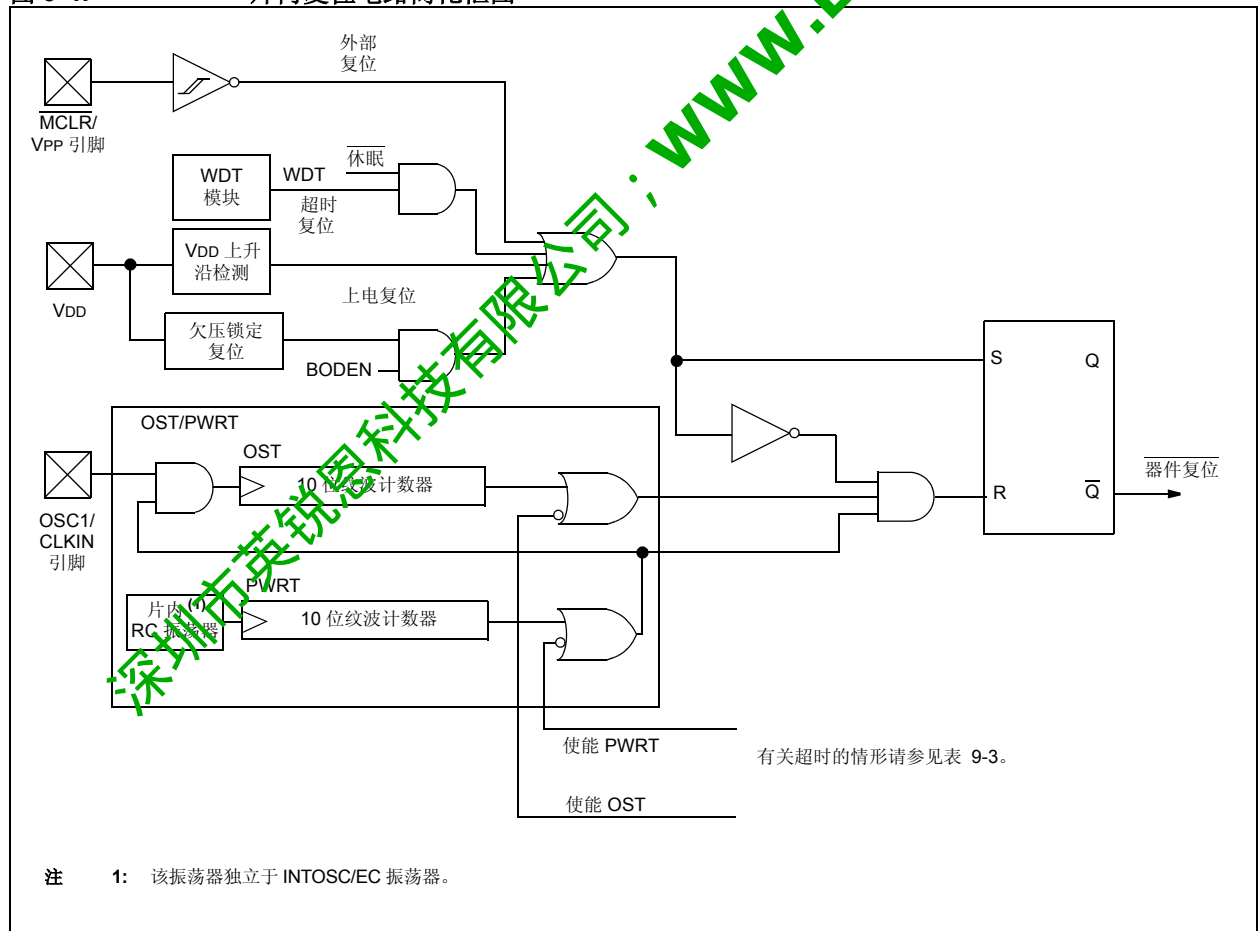 外部
复位
MCLR/
VPP 引脚
WDT
模块
WDT
超时
复位
休眠
VDD 上升
沿检测
VDD
上电复位
欠压锁定
复位
BODEN
OST/PWRT
OST
10 位纹波计数器
OSC1/
CLKIN
引脚
PWRT
片内 (1)
RC 振荡器
10 位纹波计数器
S
Q
R
Q
器件复位
使能 PWRT
有关超时的情形请参见表 9-3。
使能 OST
注 1: 该振荡器独立于 INTOSC/EC 振荡器。
深圳市英锐恩科技有限公司；www.